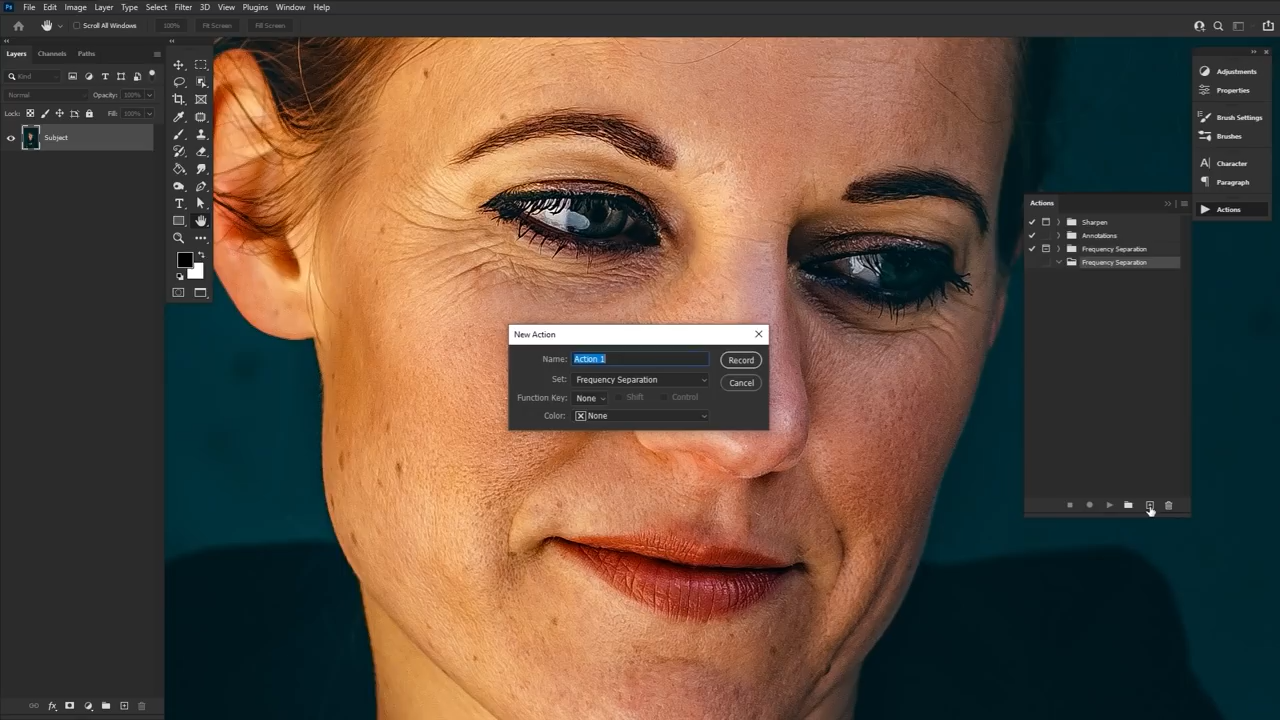 Ps File Edit Image Layer Type Select Filter 3D View Plugins Window Help
Scroll All Windows 100% Fit Screen Fill Screen
Layers Channels Paths
Kind
Normal Opacity: 100%
Lock: Fill: 100%
Subject
fx
Adjustments
Properties
Brush Settings
Brushes
Character
Paragraph
Actions
Actions
Sharpen
Annotations
Frequency Separation
Frequency Separation
New Action
Name: Action 1 Record
Set: Frequency Separation Cancel
Function Key: None Shift Control
Color: None